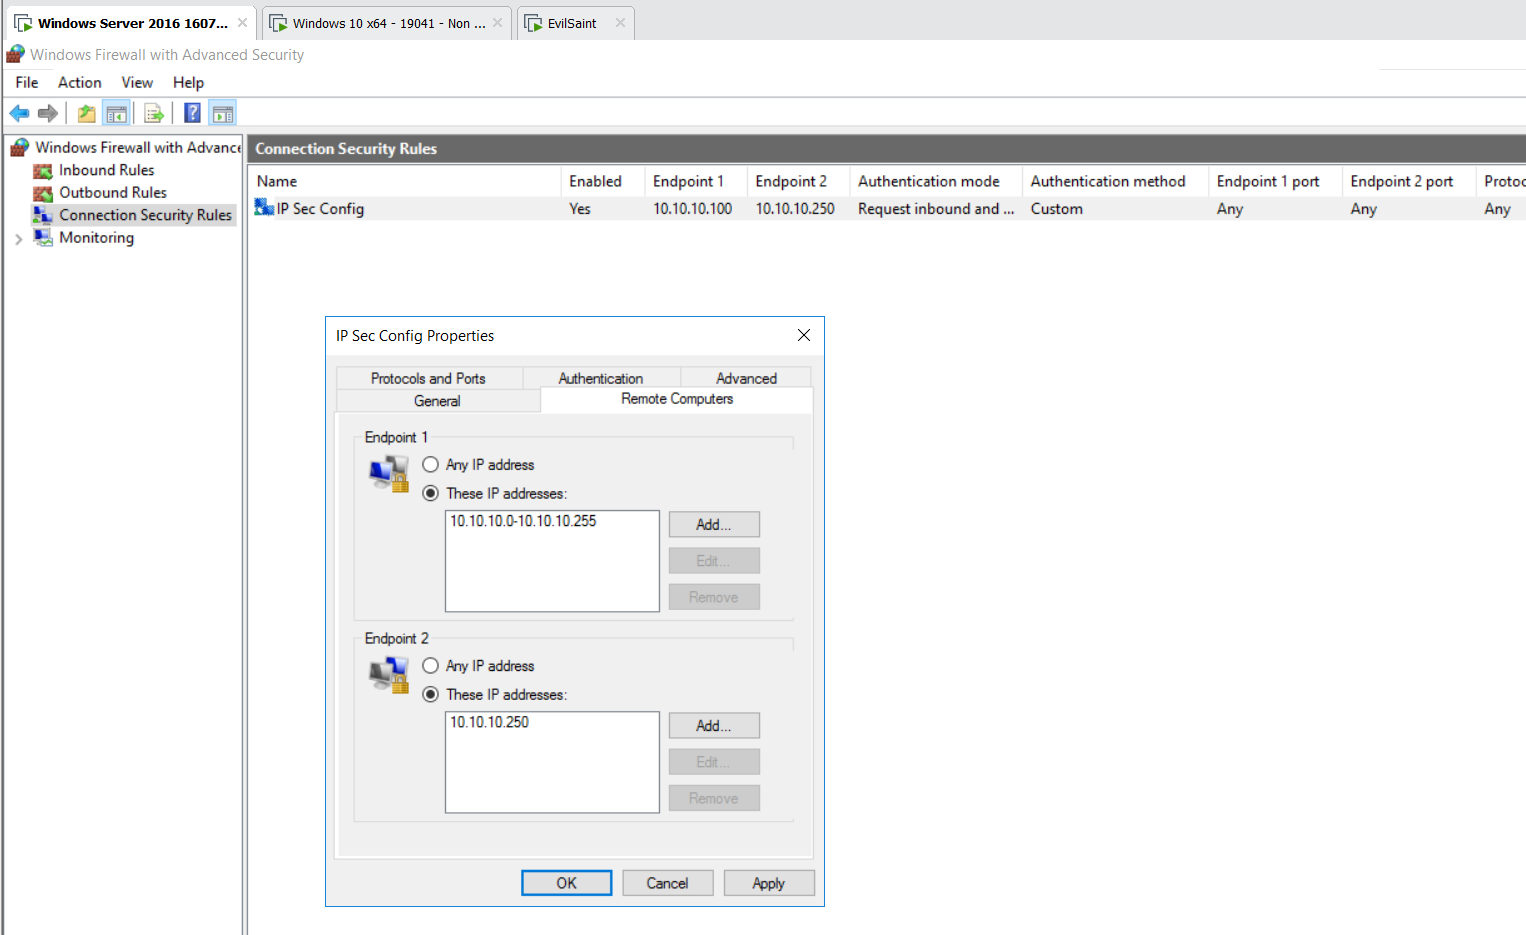 Windows Server 2016 1607...
Windows 10 x64 - 19041 - Non ...
EvilSaint
Windows Firewall with Advanced Security
File Action View Help
Windows Firewall with Advance
Inbound Rules
Outbound Rules
Connection Security Rules
Monitoring
Connection Security Rules
Name Enabled Endpoint 1 Endpoint 2 Authentication mode Authentication method Endpoint 1 port Endpoint 2 port Protoc
IP Sec Config Yes 10.10.10.100 10.10.10.250 Request inbound and ... Custom Any Any Any
IP Sec Config Properties
Protocols and Ports Authentication Advanced
General Remote Computers
Endpoint 1
Any IP address
These IP addresses:
10.10.10.0-10.10.10.255
Add...
Edit...
Remove
Endpoint 2
Any IP address
These IP addresses:
10.10.10.250
Add...
Edit...
Remove
OK Cancel Apply